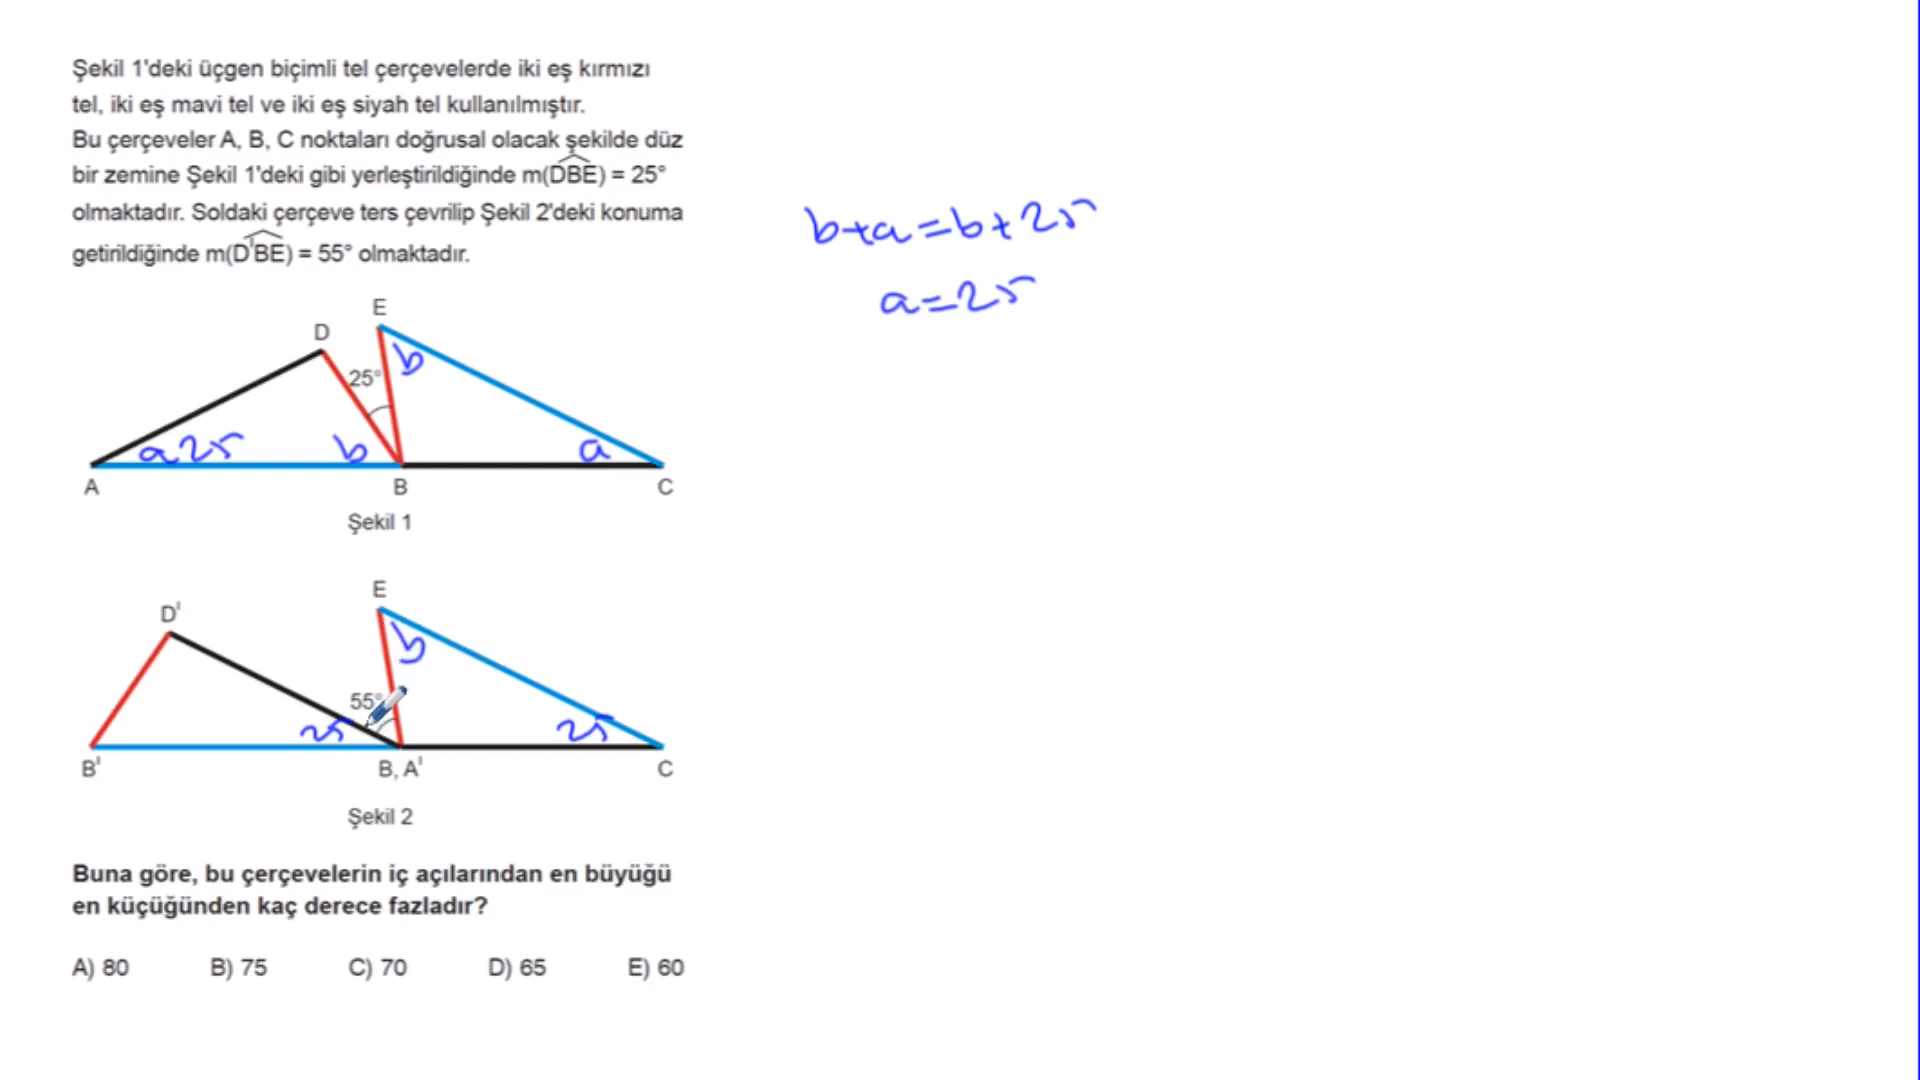 Şekil 1'deki üçgen biçimli tel çerçevelerde iki eş kırmızı
tel, iki eş mavi tel ve iki eş siyah tel kullanılmıştır.
Bu çerçeveler A, B, C noktaları doğrusal olacak şekilde düz
bir zemine Şekil 1'deki gibi yerleştirildiğinde m(DBE) = 25°
olmaktadır. Soldaki çerçeve ters çevrilip Şekil 2'deki konuma
getirildiğinde m(D'BE) = 55° olmaktadır.
b+a=b+25
a=25
E
D
b
25°
a 25
b
a
A
B
C
Şekil 1
E
D'
b
55°
25
25
B'
B, A'
C
Şekil 2
Buna göre, bu çerçevelerin iç açılarından en büyüğü
en küçüğünden kaç derece fazladır?
A) 80 B) 75 C) 70 D) 65 E) 60